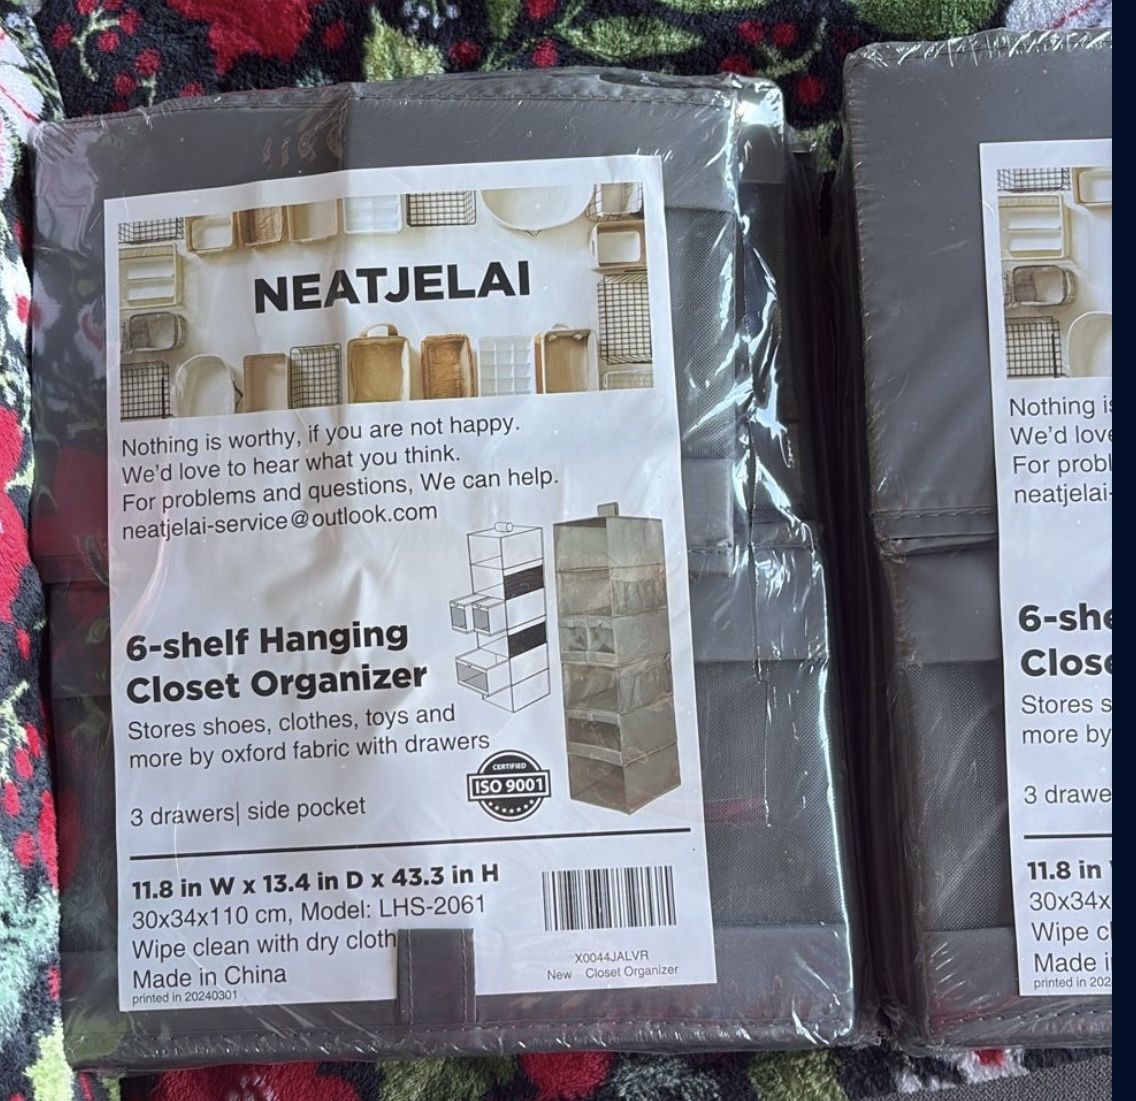 NEATJELAI
Nothing is worthy, if you are not happy.
We'd love to hear what you think.
For problems and questions, We can help.
neatjelai-service@outlook.com
6-shelf Hanging
Closet Organizer
Stores shoes, clothes, toys and
more by oxford fabric with drawers
CERTIFIED
ISO 9001
3 drawers| side pocket
11.8 in W x 13.4 in D x 43.3 in H
30x34x110 cm, Model: LHS-2061
Wipe clean with dry cloth
Made in China
printed in 20240301
X0044JALVR
New Closet Organizer
Nothing is
We'd lov
For probl
neatjelai-
6-she
Close
Stores s
more by
3 drawe
11.8 in
30x34x
Wipe cl
Made i
printed in 202